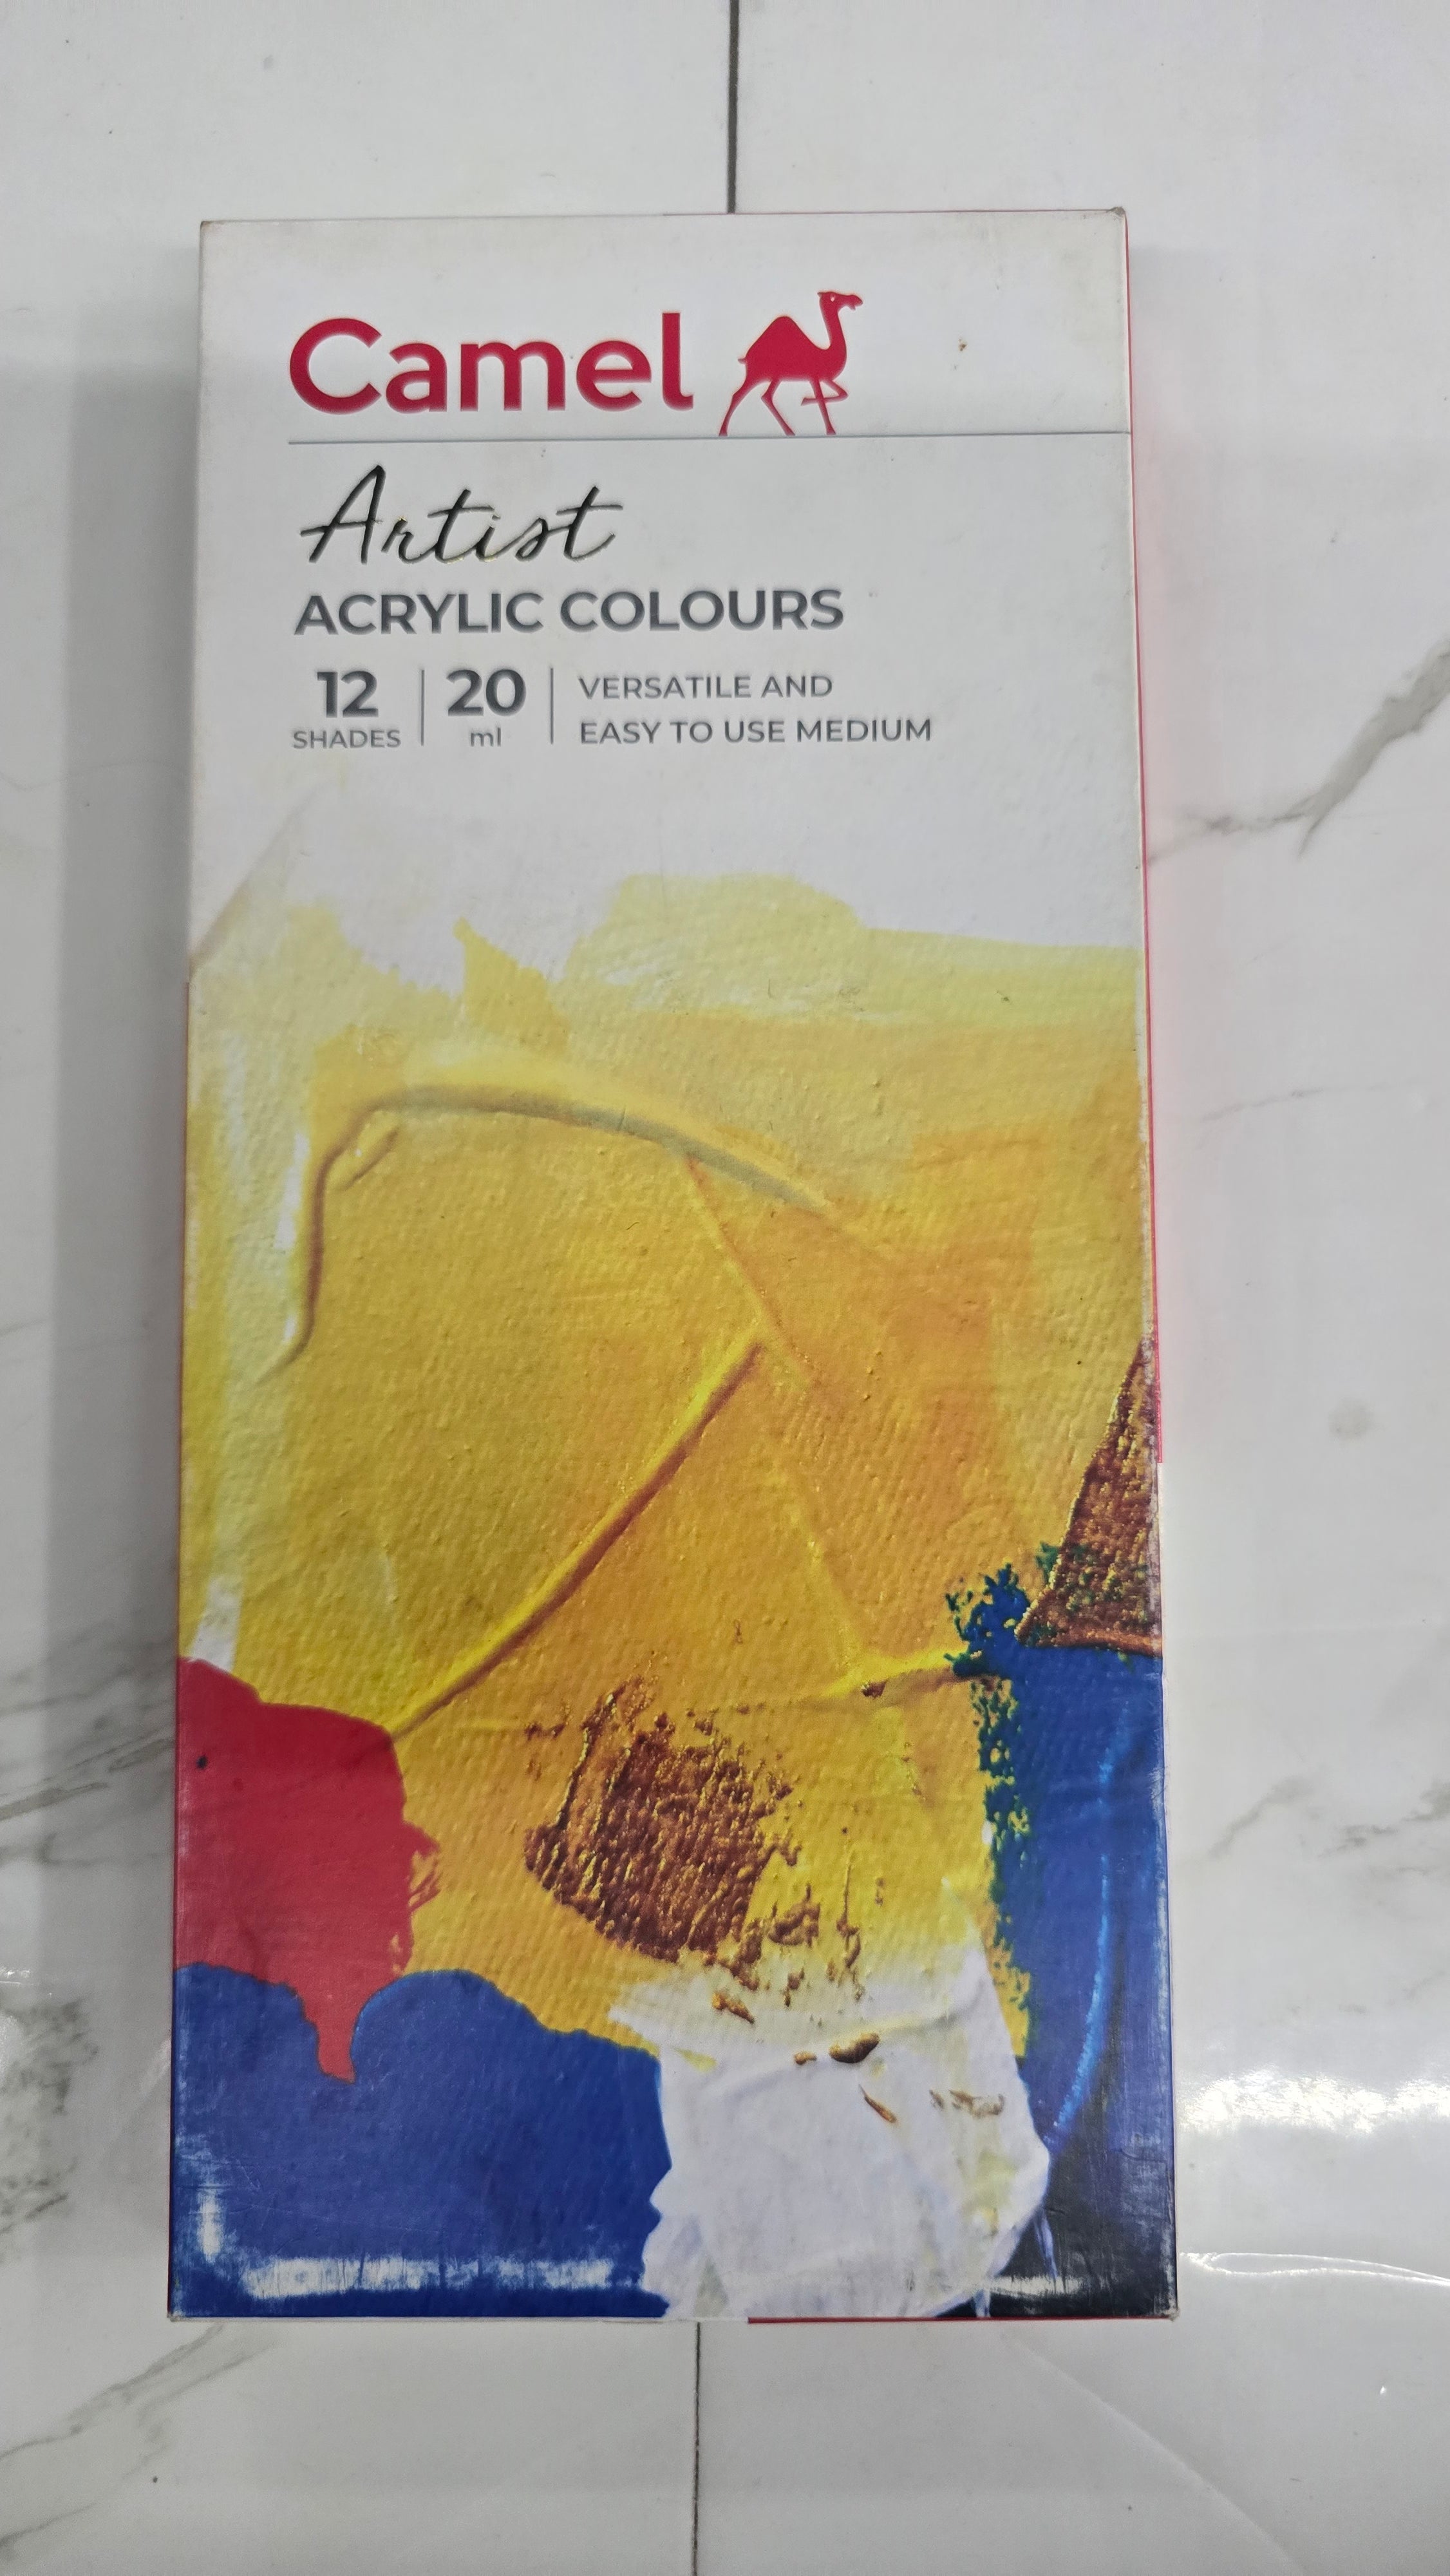 Camel
Artist
ACRYLIC COLOURS
12 SHADES
20 ml
VERSATILE AND
EASY TO USE MEDIUM